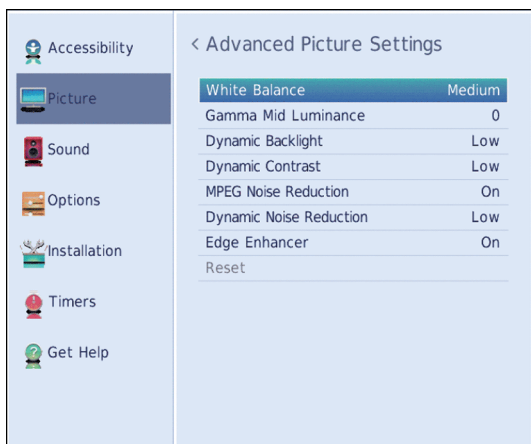 Accessibility
Picture
Sound
Options
Installation
Timers
Get Help
< Advanced Picture Settings
White Balance Medium
Gamma Mid Luminance 0
Dynamic Backlight Low
Dynamic Contrast Low
MPEG Noise Reduction On
Dynamic Noise Reduction Low
Edge Enhancer On
Reset